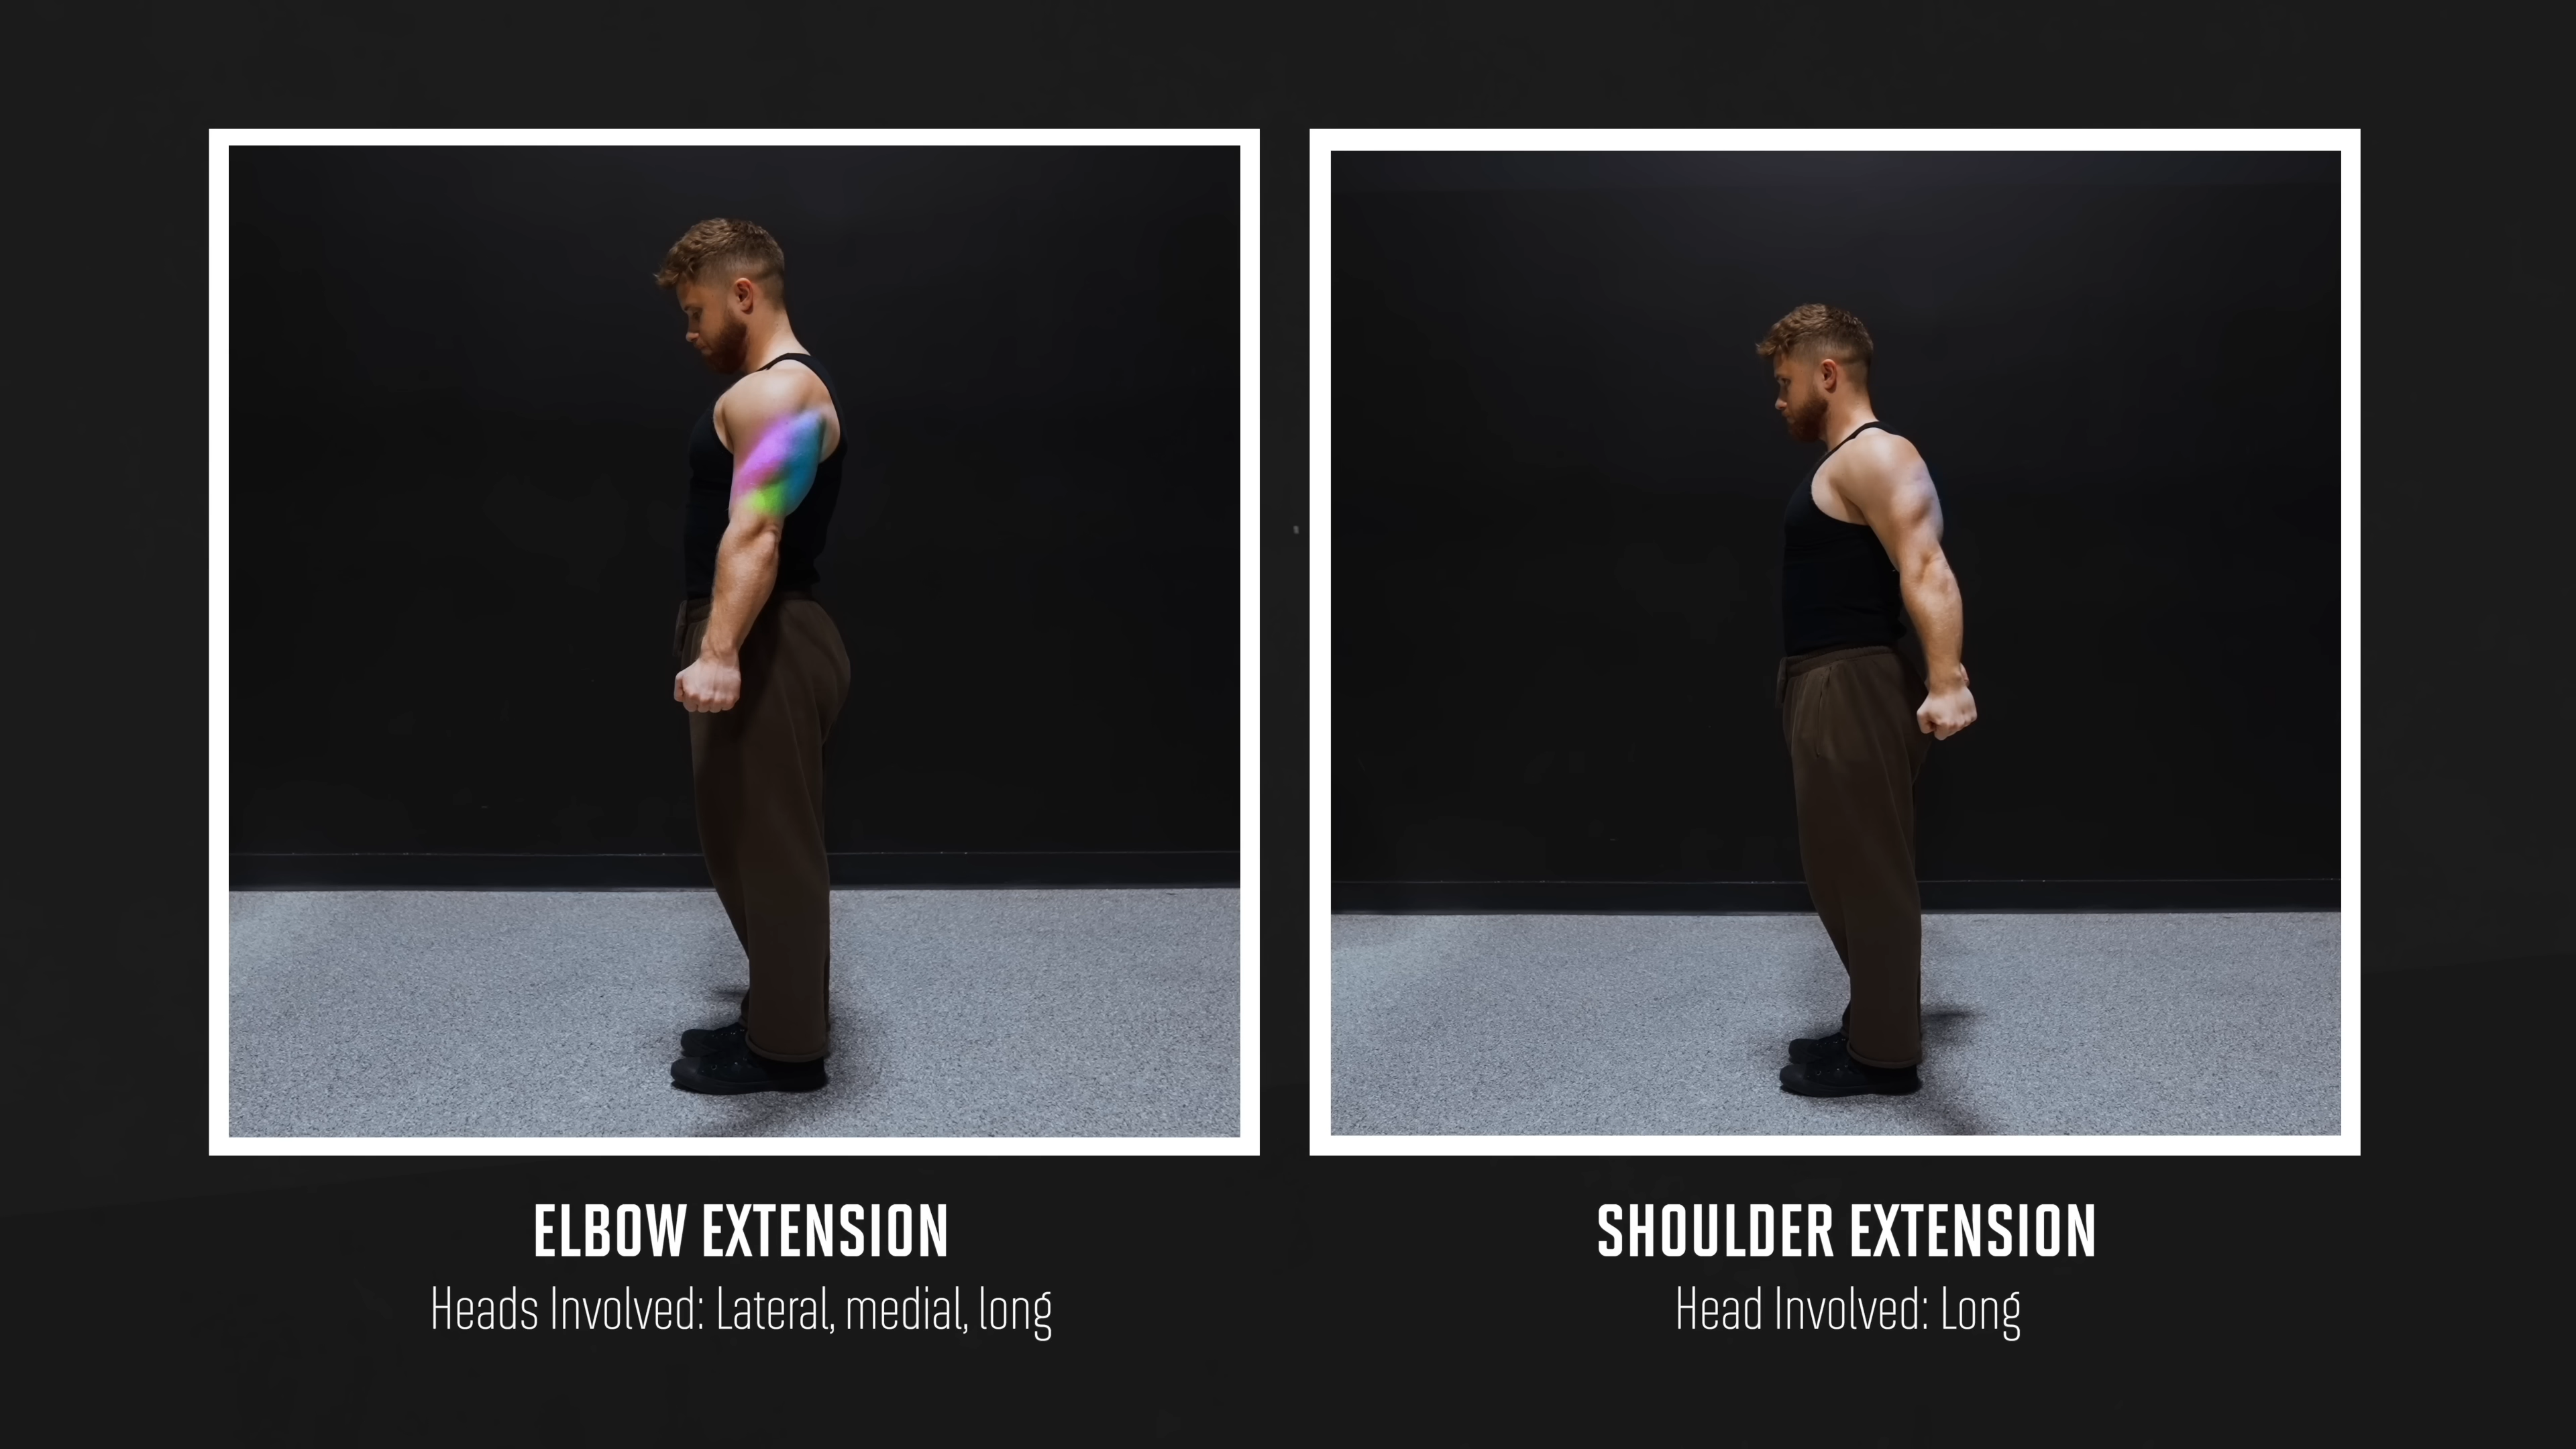 ELBOW EXTENSION
Heads Involved: Lateral, medial, long
SHOULDER EXTENSION
Head Involved: Long